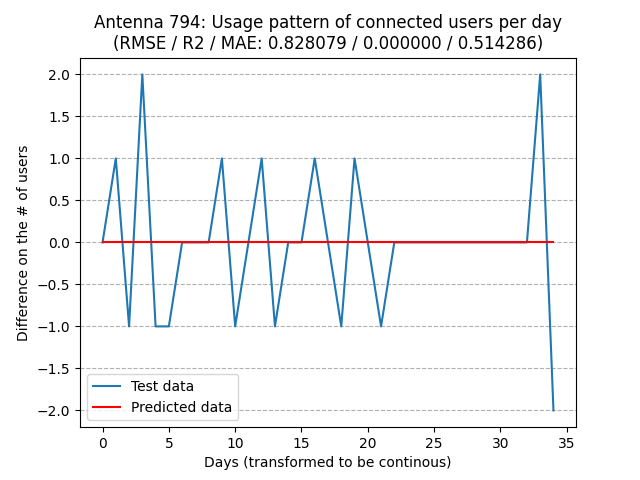 Antenna 794: Usage pattern of connected users per day
(RMSE / R2 / MAE: 0.828079 / 0.000000 / 0.514286)
2.0
1.5
1.0
0.5
0.0
−0.5
−1.0
−1.5
−2.0
Difference on the # of users
Test data
Predicted data
0 5 10 15 20 25 30 35
Days (transformed to be continous)